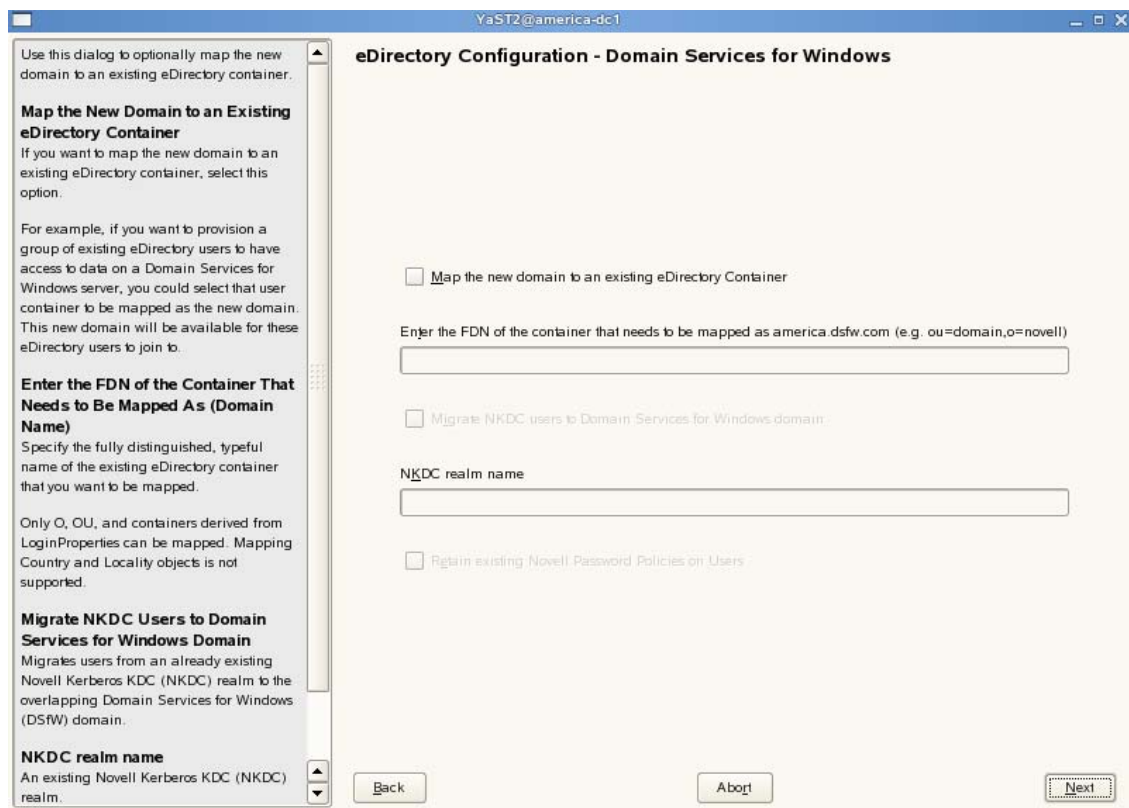 YaST2@america-dc1
Use this dialog to optionally map the new
domain to an existing eDirectory container.
Map the New Domain to an Existing
eDirectory Container
If you want to map the new domain to an
existing eDirectory container, select this
option.
For example, if you want to provision a
group of existing eDirectory users to have
access to data on a Domain Services for
Windows server, you could select that user
container to be mapped as the new domain.
This new domain will be available for these
eDirectory users to join to.
Enter the FDN of the Container That
Needs to Be Mapped As (Domain
Name)
Specify the fully distinguished, typeful
name of the existing eDirectory container
that you want to be mapped.
Only O, OU, and containers derived from
LoginProperties can be mapped. Mapping
Country and Locality objects is not
supported.
Migrate NKDC Users to Domain
Services for Windows Domain
Migrates users from an already existing
Novell Kerberos KDC (NKDC) realm to the
overlapping Domain Services for Windows
(DSfW) domain.
NKDC realm name
An existing Novell Kerberos KDC (NKDC)
realm.
eDirectory Configuration - Domain Services for Windows
Map the new domain to an existing eDirectory Container
Enter the FDN of the container that needs to be mapped as america.dsfw.com (e.g. ou=domain,o=novell)
Migrate NKDC users to Domain Services for Windows domain
NKDC realm name
Retain existing Novell Password Policies on Users
Back
Abort
Next